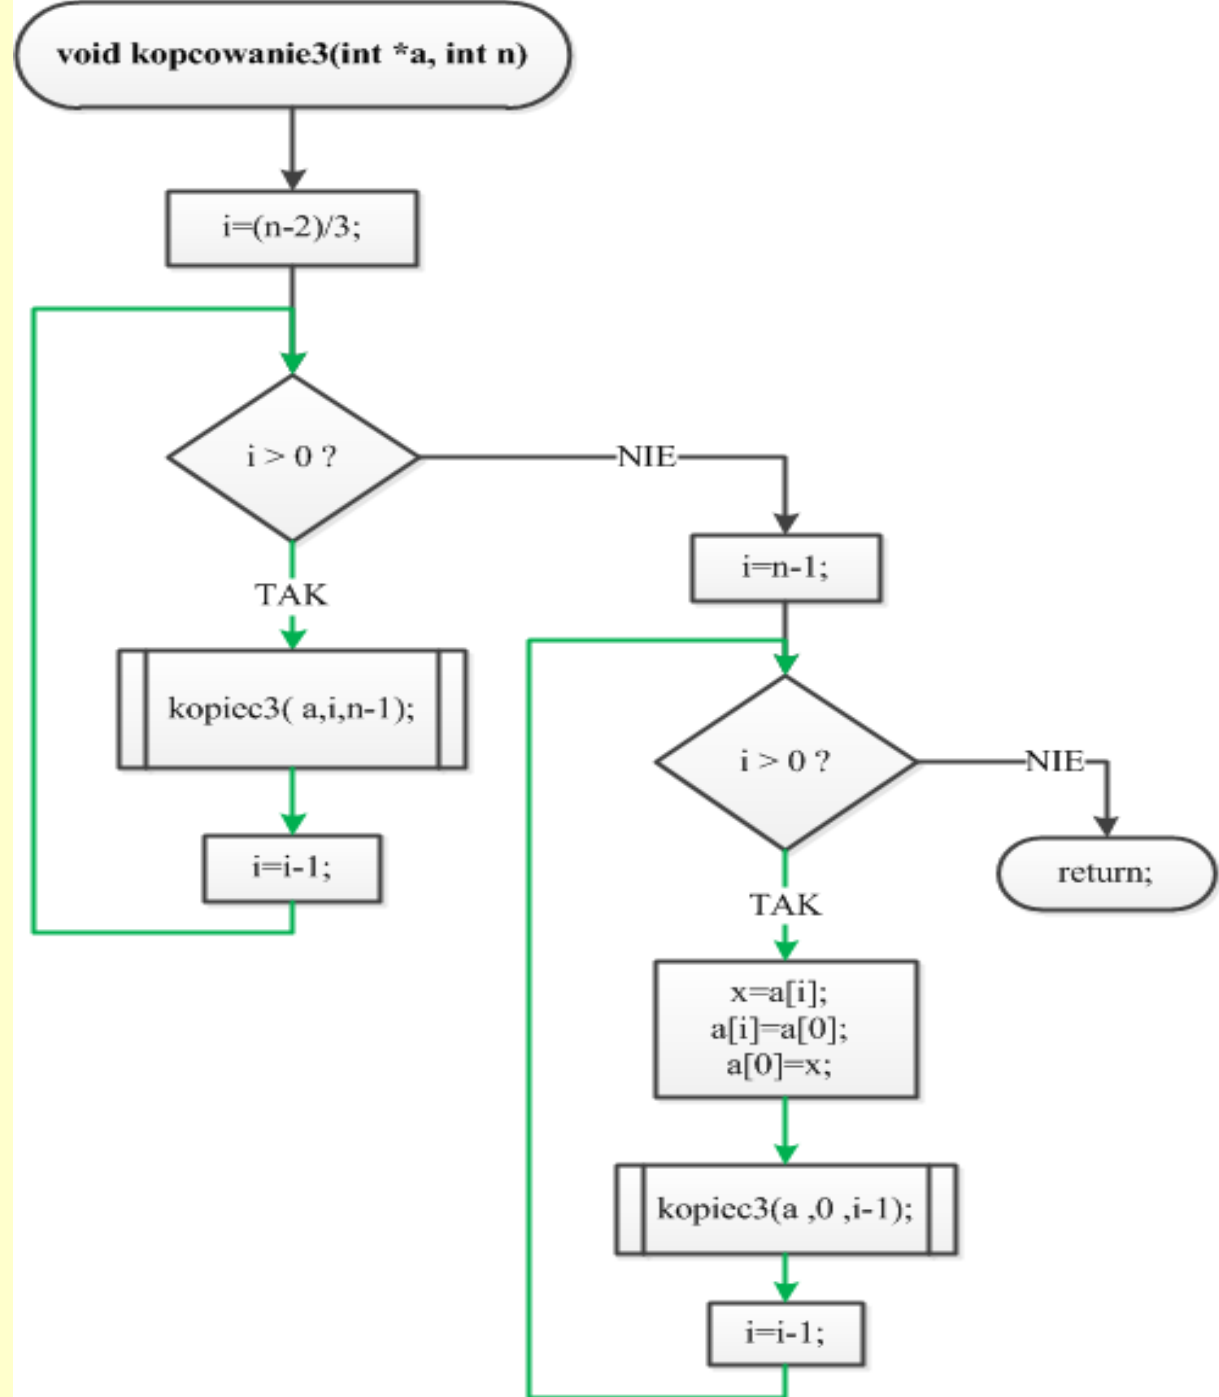 void kopcowanie3(int *a, int n)
i=(n-2)/3;
i > 0 ?
NIE
TAK
kopiec3( a,i,n-1);
i=i-1;
i=n-1;
i > 0 ?
NIE
return;
TAK
x=a[i];
a[i]=a[0];
a[0]=x;
kopiec3(a ,0 ,i-1);
i=i-1;